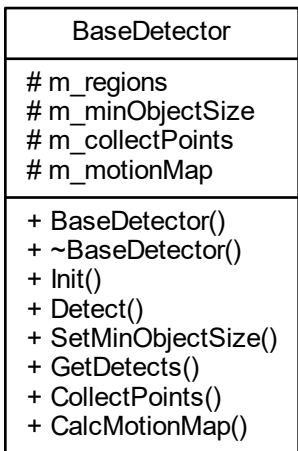 BaseDetector
# m_regions
# m_minObjectSize
# m_collectPoints
# m_motionMap
+ BaseDetector()
+ ~BaseDetector()
+ Init()
+ Detect()
+ SetMinObjectSize()
+ GetDetects()
+ CollectPoints()
+ CalcMotionMap()